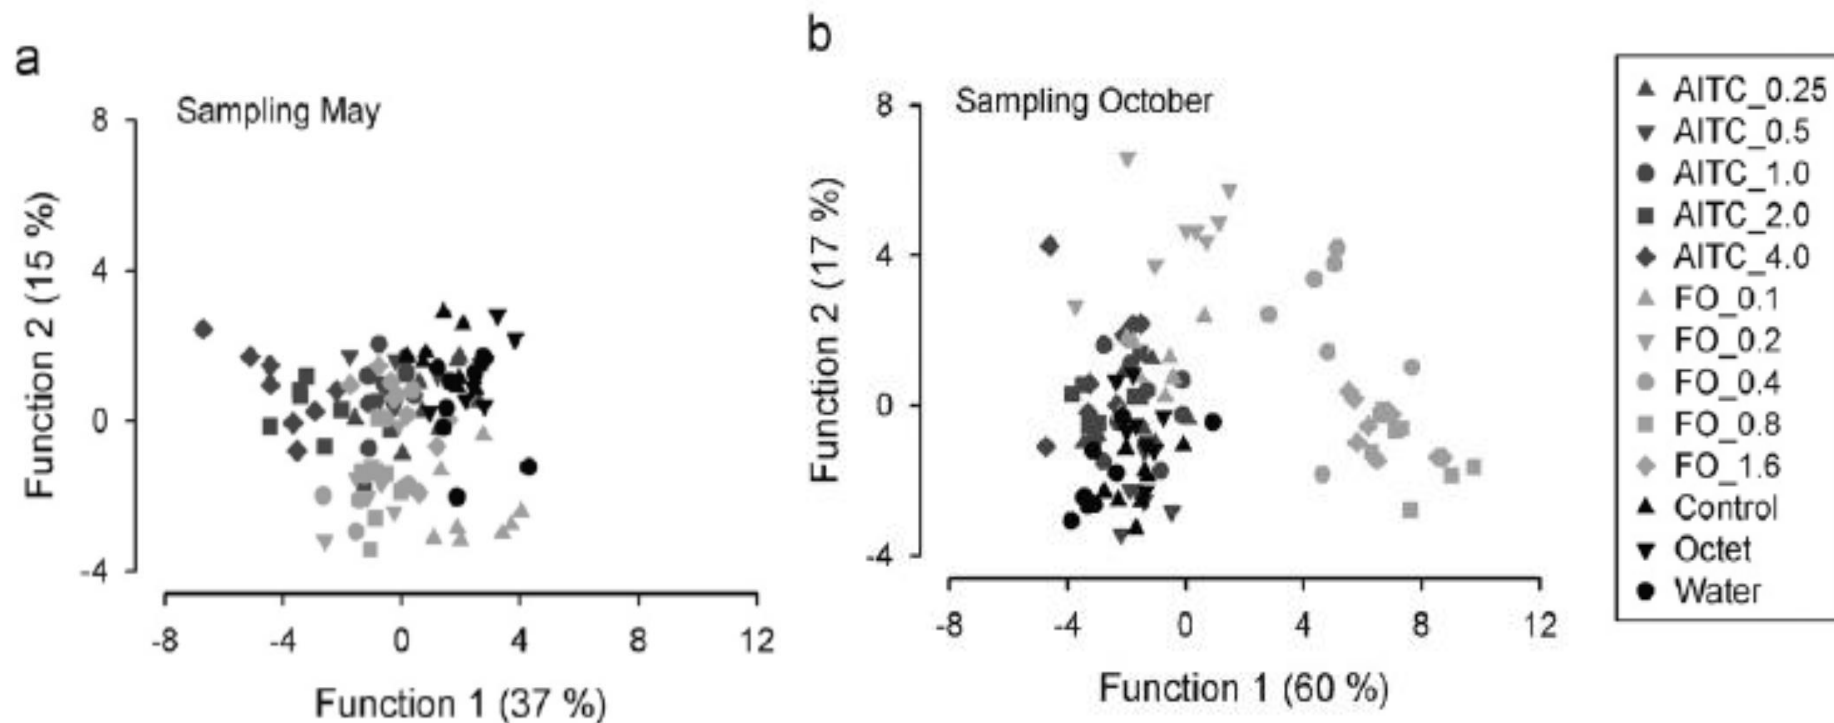 a
Sampling May
8
4
0
-4
Function 2 (15 %)
-8 -4 0 4 8 12
Function 1 (37 %)
b
Sampling October
8
4
0
-4
Function 2 (17 %)
-8 -4 0 4 8 12
Function 1 (60 %)
AITC_0.25
AITC_0.5
AITC_1.0
AITC_2.0
AITC_4.0
FO_0.1
FO_0.2
FO_0.4
FO_0.8
FO_1.6
Control
Octet
Water